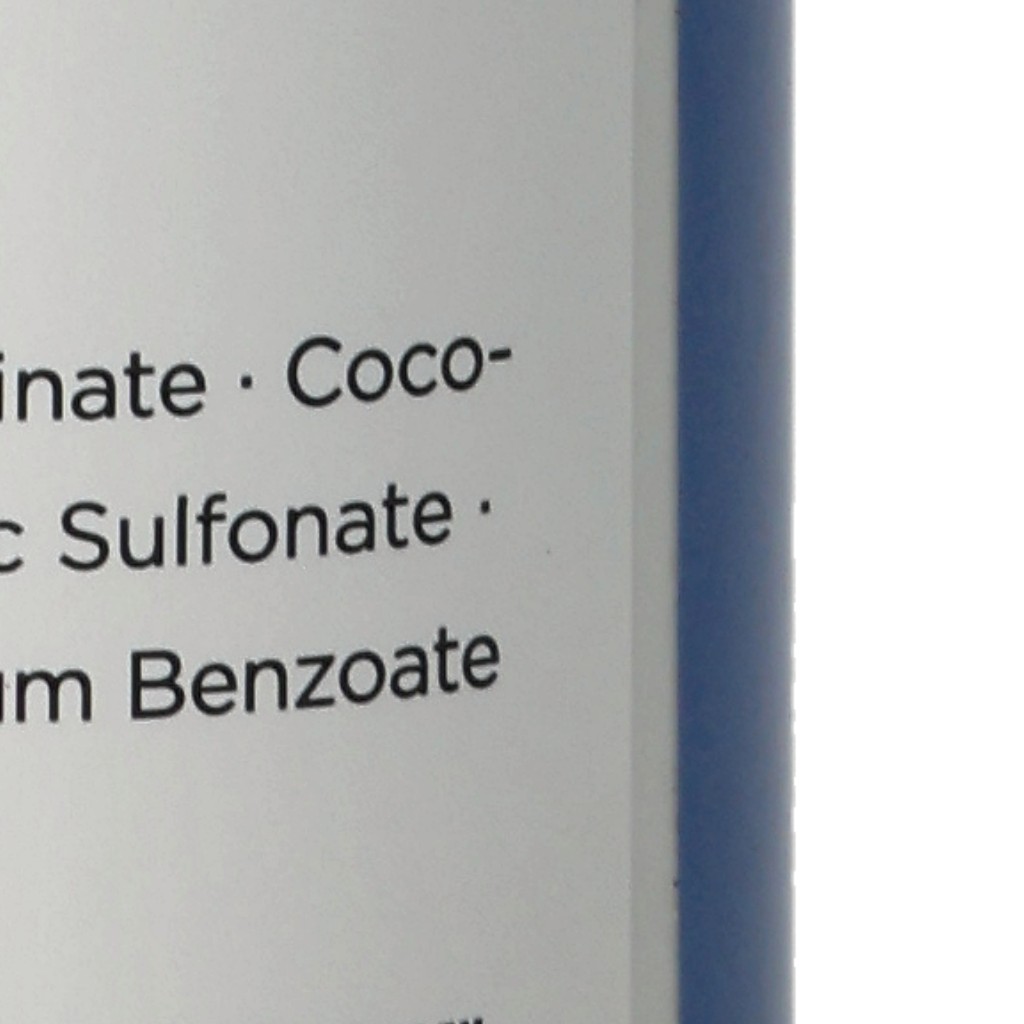 inate · Coco-
c Sulfonate ·
um Benzoate